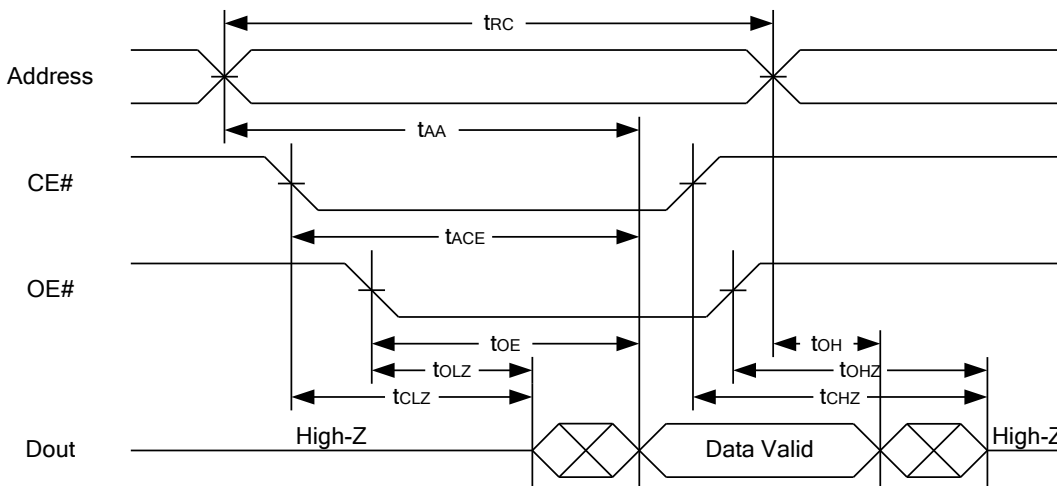 tRC
Address
tAA
CE#
tACE
OE#
tOE
tOH
tOLZ
tOHZ
tCLZ
tCHZ
Dout
High-Z
Data Valid
High-Z